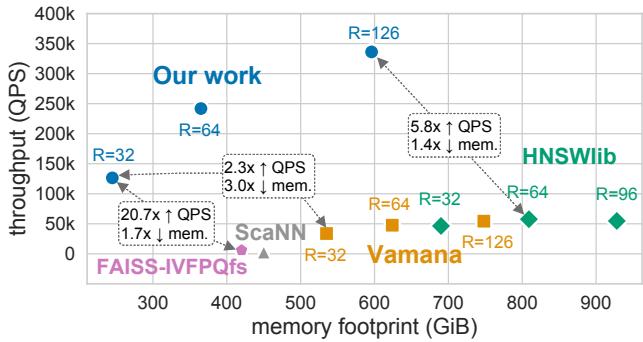 400k
350k
300k
250k
200k
150k
100k
50k
0
throughput (QPS)
R=126
Our work
R=64
R=32
5.8x ↑ QPS
1.4x ↓ mem.
HNSWlib
2.3x ↑ QPS
3.0x ↓ mem.
R=64
R=32
R=64
R=96
20.7x ↑ QPS
1.7x ↓ mem.
ScaNN
R=32
Vamana
R=126
FAISS-IVFPQfs
300 400 500 600 700 800 900
memory footprint (GiB)